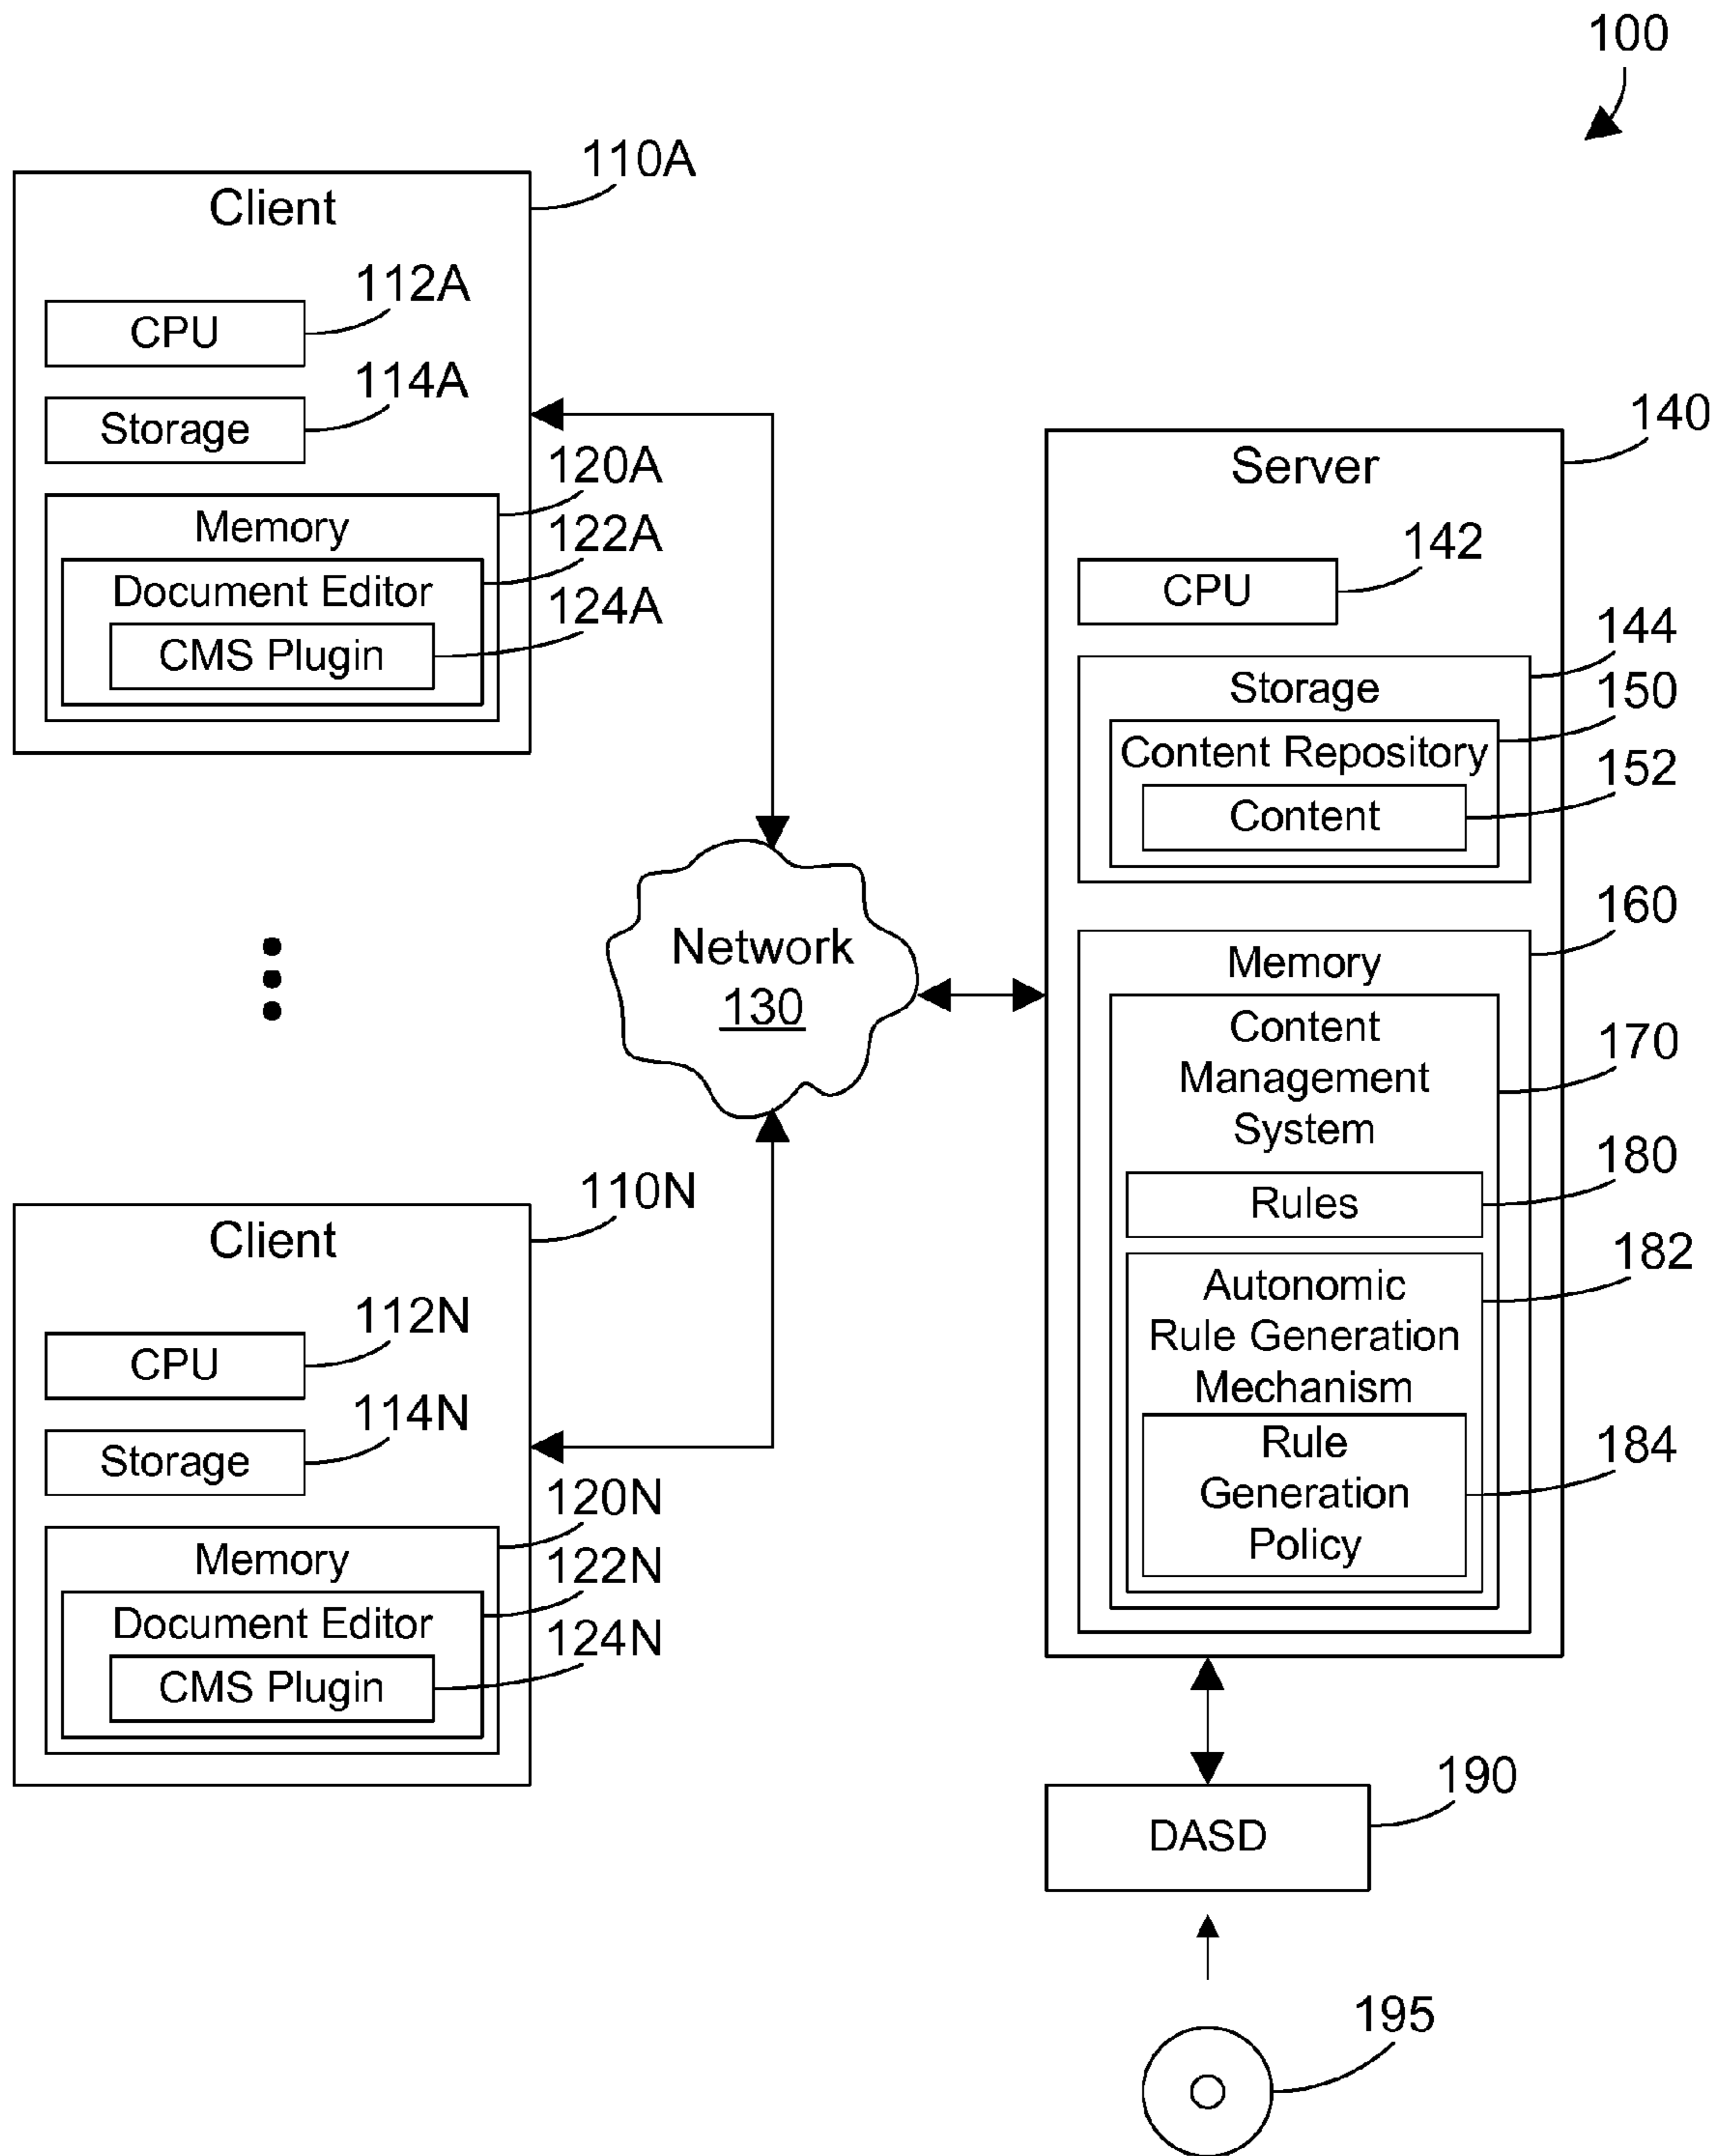 100
110A
Client
112A
CPU
114A
Storage
120A
Memory
122A
Document Editor
124A
CMS Plugin
Network
130
110N
Client
112N
CPU
114N
Storage
120N
Memory
122N
Document Editor
124N
CMS Plugin
140
Server
142
CPU
144
Storage
150
Content Repository
152
Content
160
Memory
Content
Management
System
170
180
Rules
182
Autonomic
Rule Generation
Mechanism
Rule
Generation
Policy
184
190
DASD
195